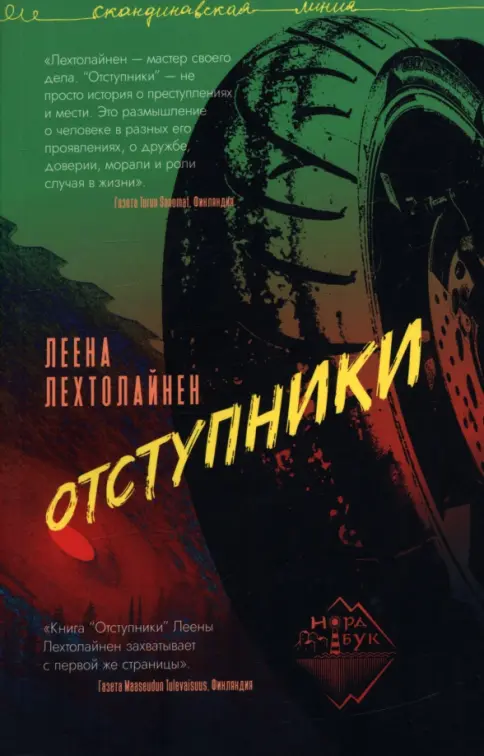 скандинавская линия
«Лехтолайнен — мастер своего
дела. "Отступники" — не
просто история о преступлениях
и мести. Это размышление
о человеке в разных его
проявлениях, о дружбе,
доверии, морали и роли
случая в жизни».
Газета Turun Sanomat, Финляндия
ЛЕЕНА
ЛЕХТОЛАЙНЕН
ОТСТУПНИКИ
НОРД
БУК
«Книга "Отступники" Леены
Лехтолайнен захватывает
с первой же страницы».
Газета Maaseudun Tulevaisuus, Финляндия